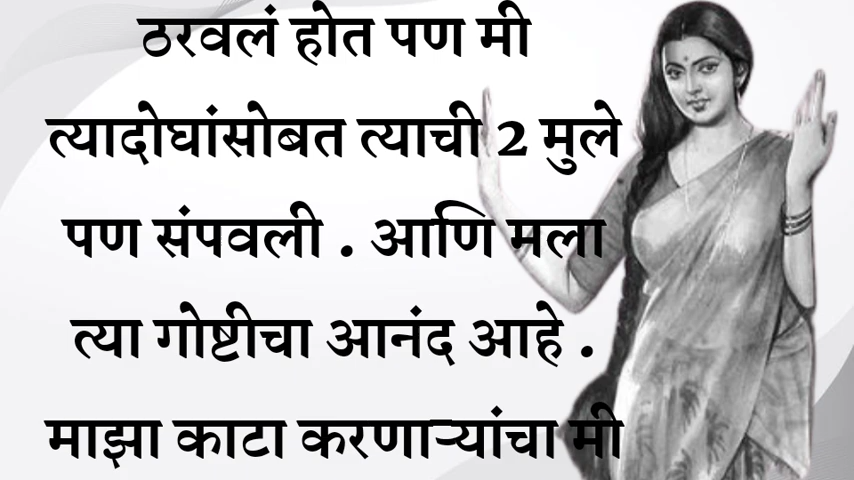 ठरवलं होत पण मी
त्यादोघांसोबत त्याची 2 मुले
पण संपवली . आणि मला
त्या गोष्टीचा आनंद आहे .
माझा काटा करणाऱ्यांचा मी